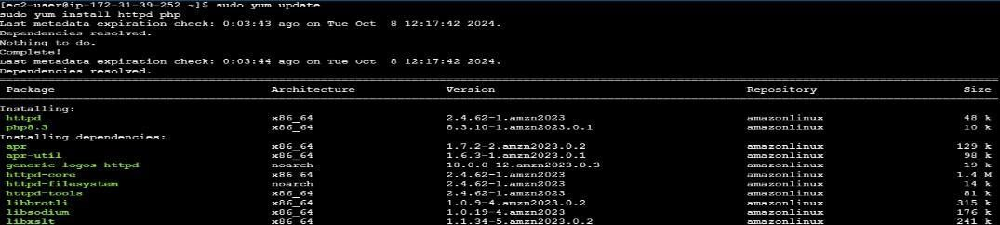 [ec2-user@ip-172-31-39-252 ~]$ sudo yum update
sudo yum install httpd php
Last metadata expiration check: 0:03:43 ago on Tue Oct  8 12:17:42 2024.
Dependencies resolved.
Nothing to do.
Complete!
Last metadata expiration check: 0:03:44 ago on Tue Oct  8 12:17:42 2024.
Dependencies resolved.
Package Architecture Version Repository Size
Installing:
httpd x86_64 2.4.62-1.amzn2023 amazonlinux 48 k
php8.3 x86_64 8.3.10-1.amzn2023.0.1 amazonlinux 10 k
Installing dependencies:
apr x86_64 1.7.2-2.amzn2023.0.2 amazonlinux 129 k
apr-util x86_64 1.6.3-1.amzn2023.0.1 amazonlinux 98 k
generic-logos-httpd noarch 18.0.0-12.amzn2023.0.3 amazonlinux 19 k
httpd-core x86_64 2.4.62-1.amzn2023 amazonlinux 1.4 M
httpd-filesystem noarch 2.4.62-1.amzn2023 amazonlinux 14 k
httpd-tools x86_64 2.4.62-1.amzn2023 amazonlinux 81 k
libbrotli x86_64 1.0.9-4.amzn2023.0.2 amazonlinux 315 k
libsodium x86_64 1.0.19-4.amzn2023 amazonlinux 176 k
libxslt x86_64 1.1.34-5.amzn2023.0.2 amazonlinux 241 k